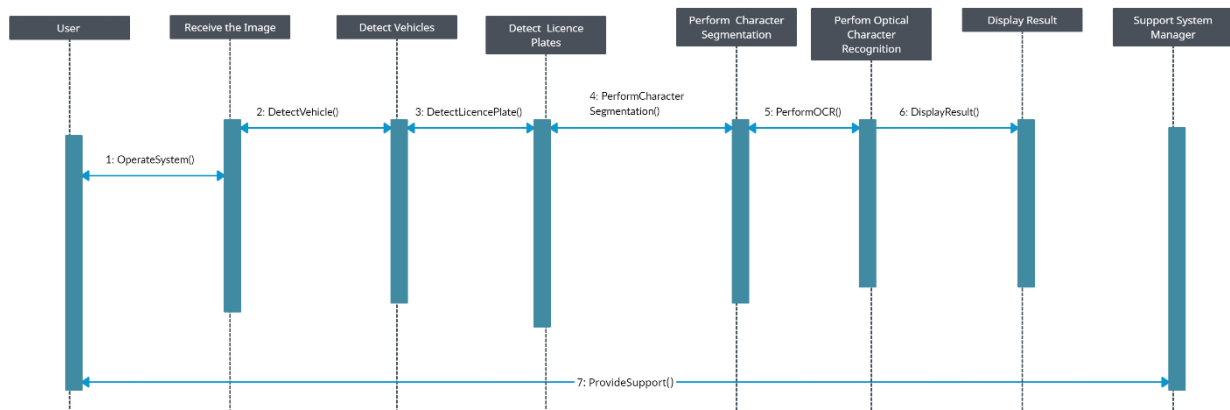 User
Receive the Image
Detect Vehicles
Detect Licence
Plates
Perform Character
Segmentation
Perfom Optical
Character
Recognition
Display Result
Support System
Manager
4: PerformCharacter
Segmentation()
2: DetectVehicle()
3: DetectLicencePlate()
5: PerformOCR()
6: DisplayResult()
1: OperateSystem()
7: ProvideSupport()